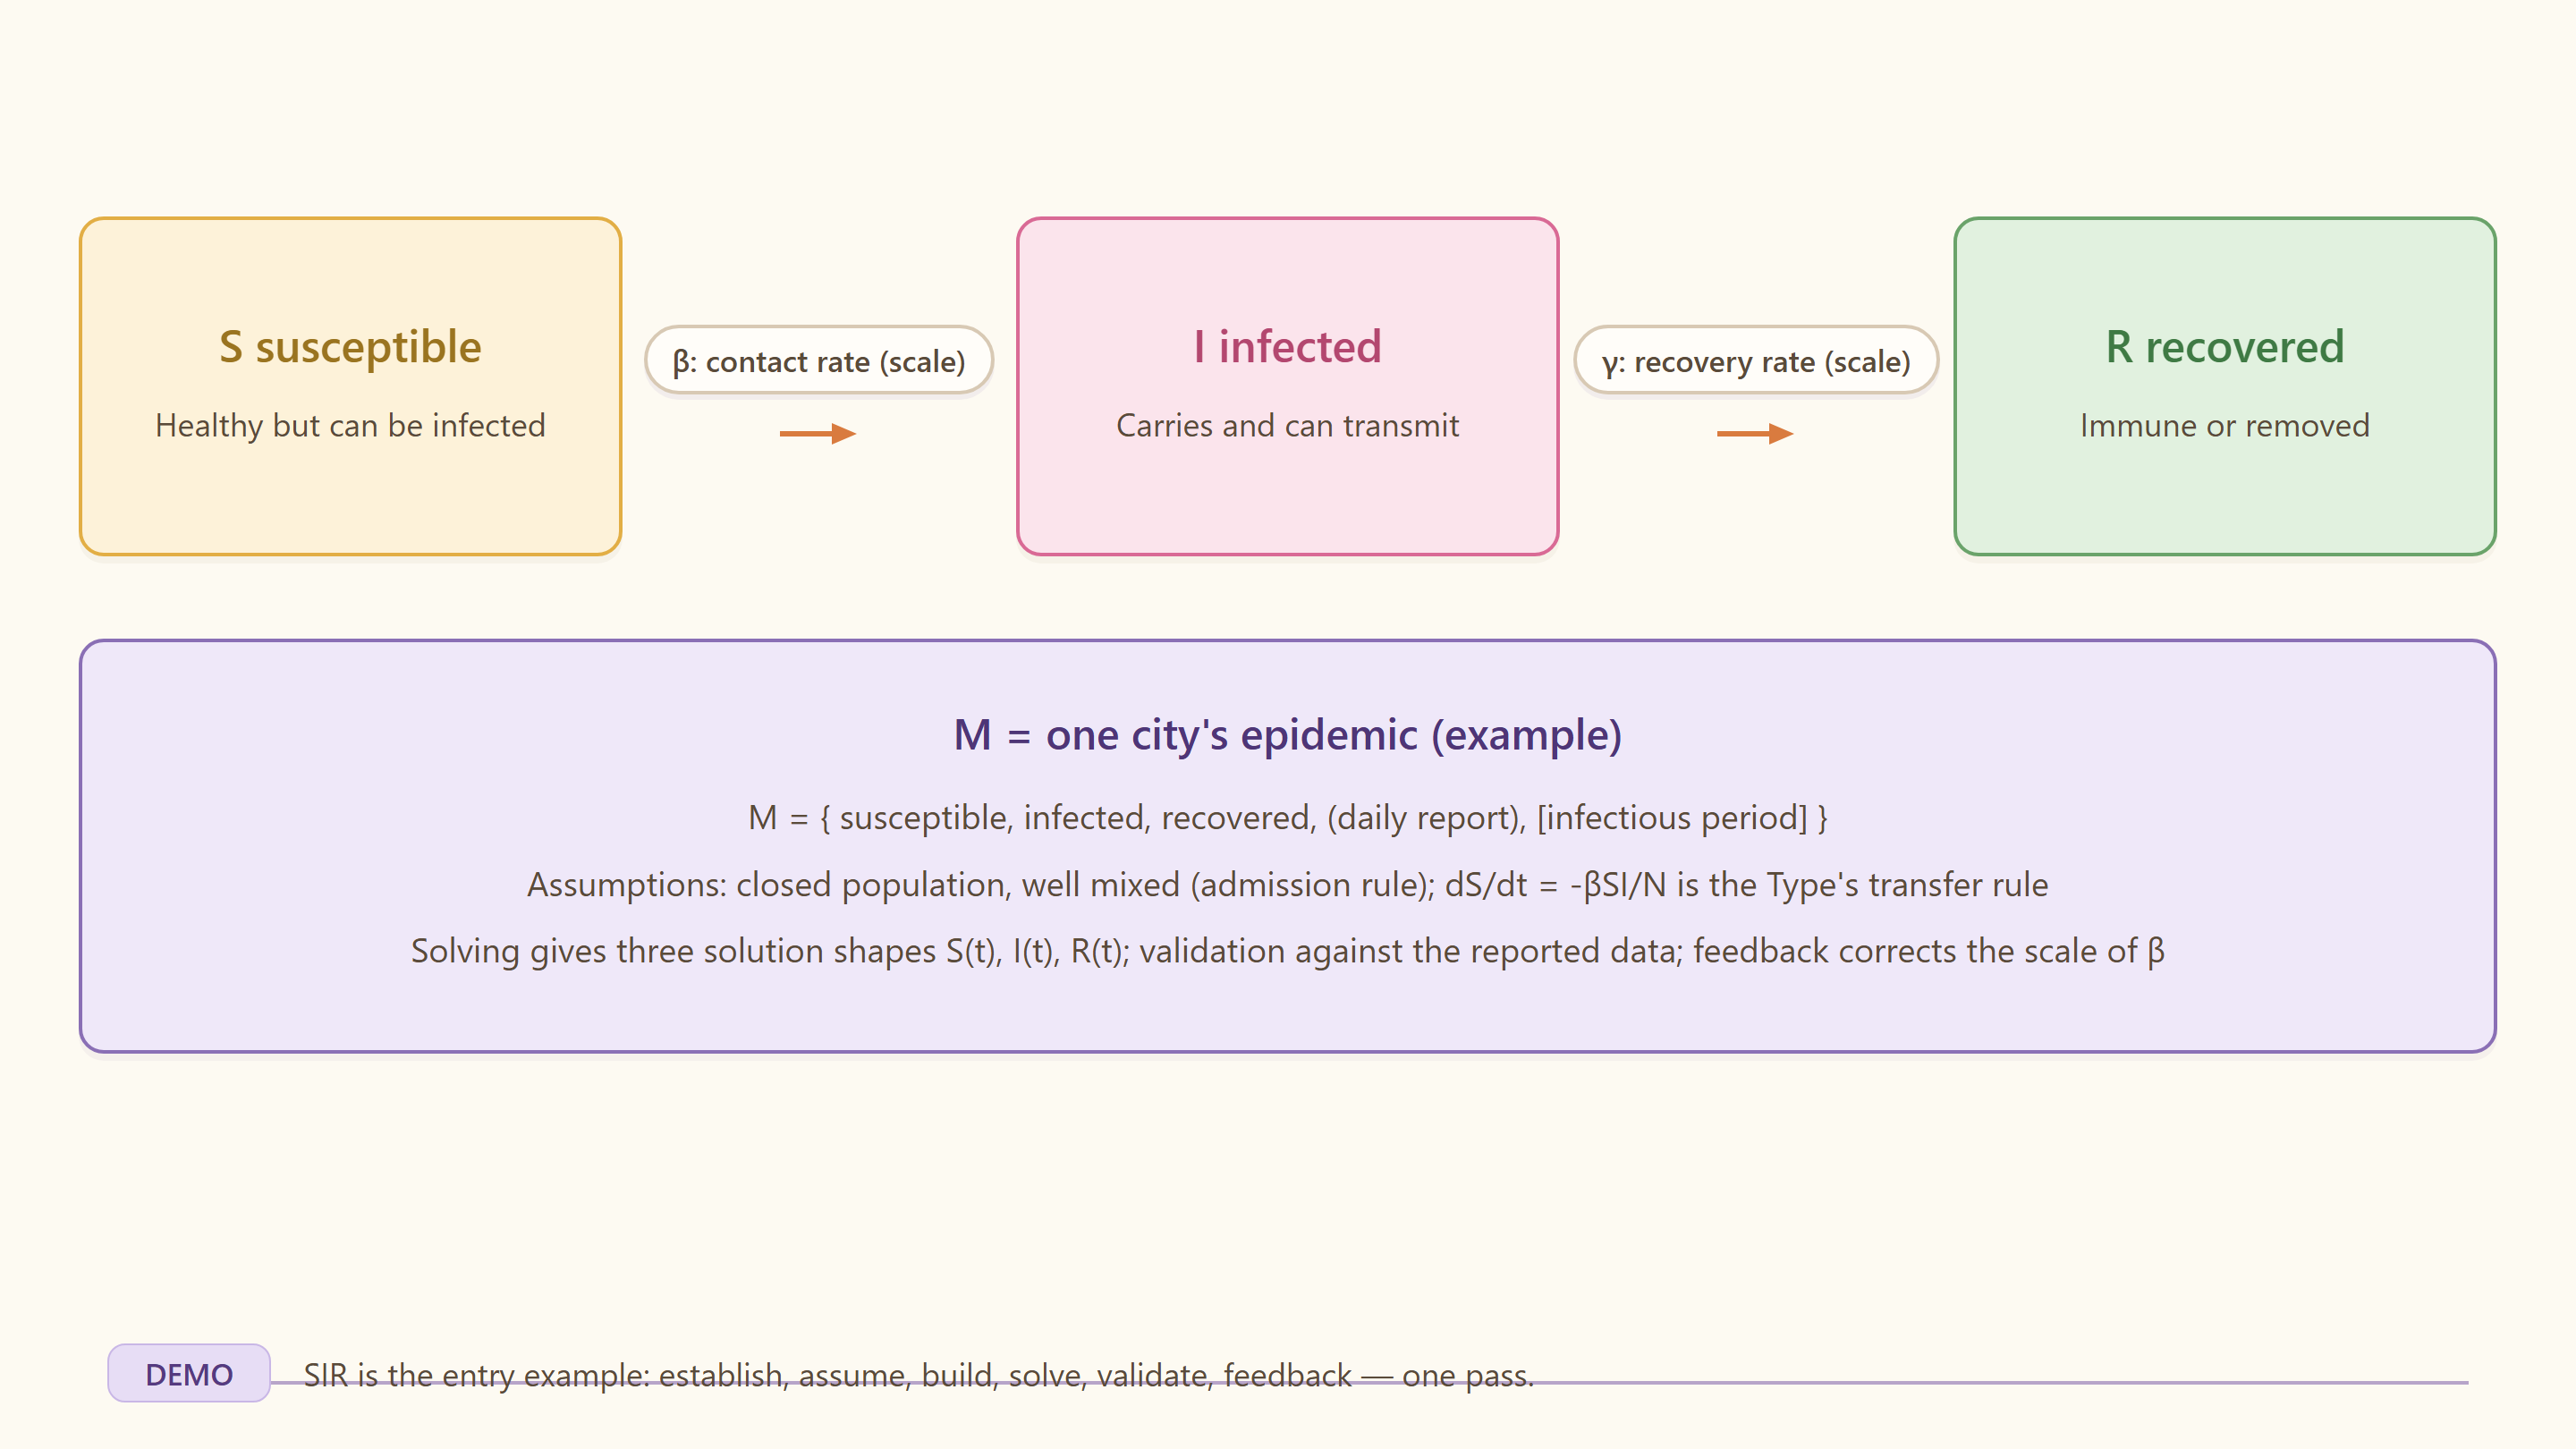 S susceptible
Healthy but can be infected
β: contact rate (scale)
I infected
Carries and can transmit
γ: recovery rate (scale)
R recovered
Immune or removed
M = one city's epidemic (example)
M = { susceptible, infected, recovered, (daily report), [infectious period] }
Assumptions: closed population, well mixed (admission rule); dS/dt = -βSI/N is the Type's transfer rule
Solving gives three solution shapes S(t), I(t), R(t); validation against the reported data; feedback corrects the scale of β
DEMO
SIR is the entry example: establish, assume, build, solve, validate, feedback — one pass.